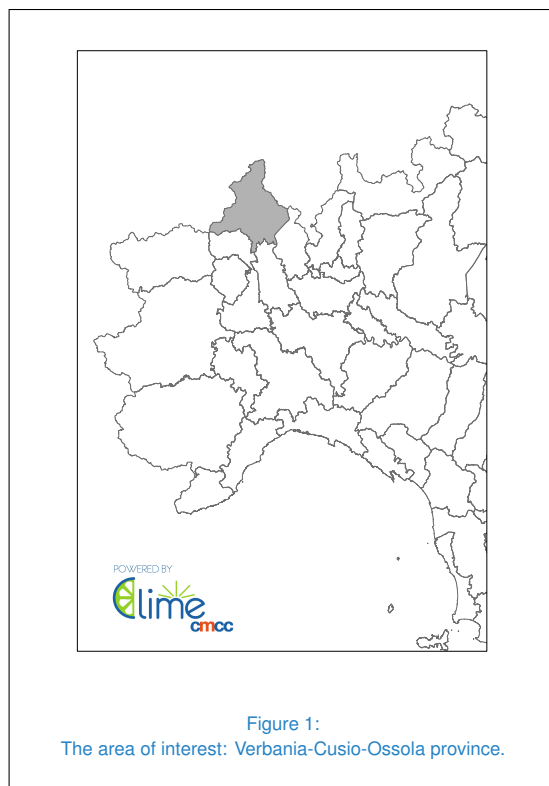 POWERED BY
Clime
cmcc
Figure 1:
The area of interest: Verbania-Cusio-Ossola province.